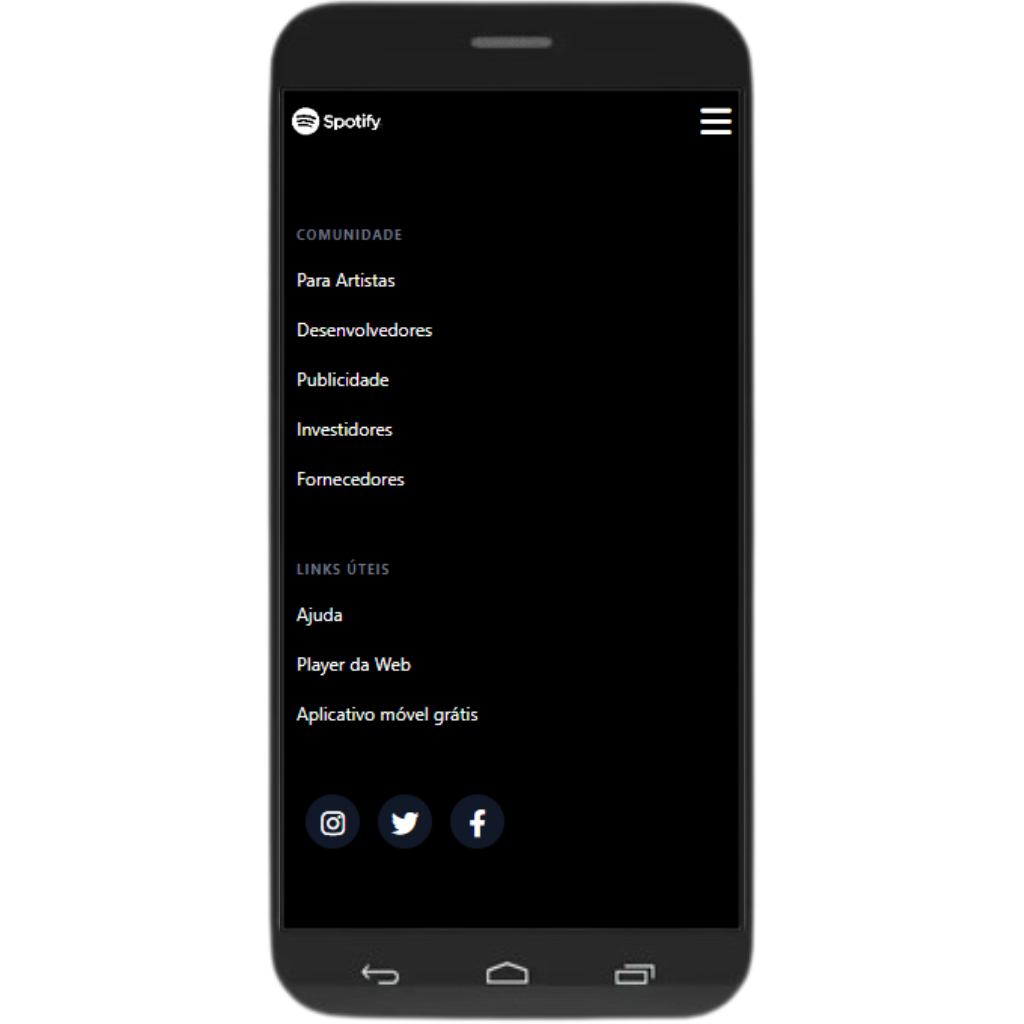 Spotify
COMUNIDADE
Para Artistas
Desenvolvedores
Publicidade
Investidores
Fornecedores
LINKS ÚTEIS
Ajuda
Player da Web
Aplicativo móvel grátis